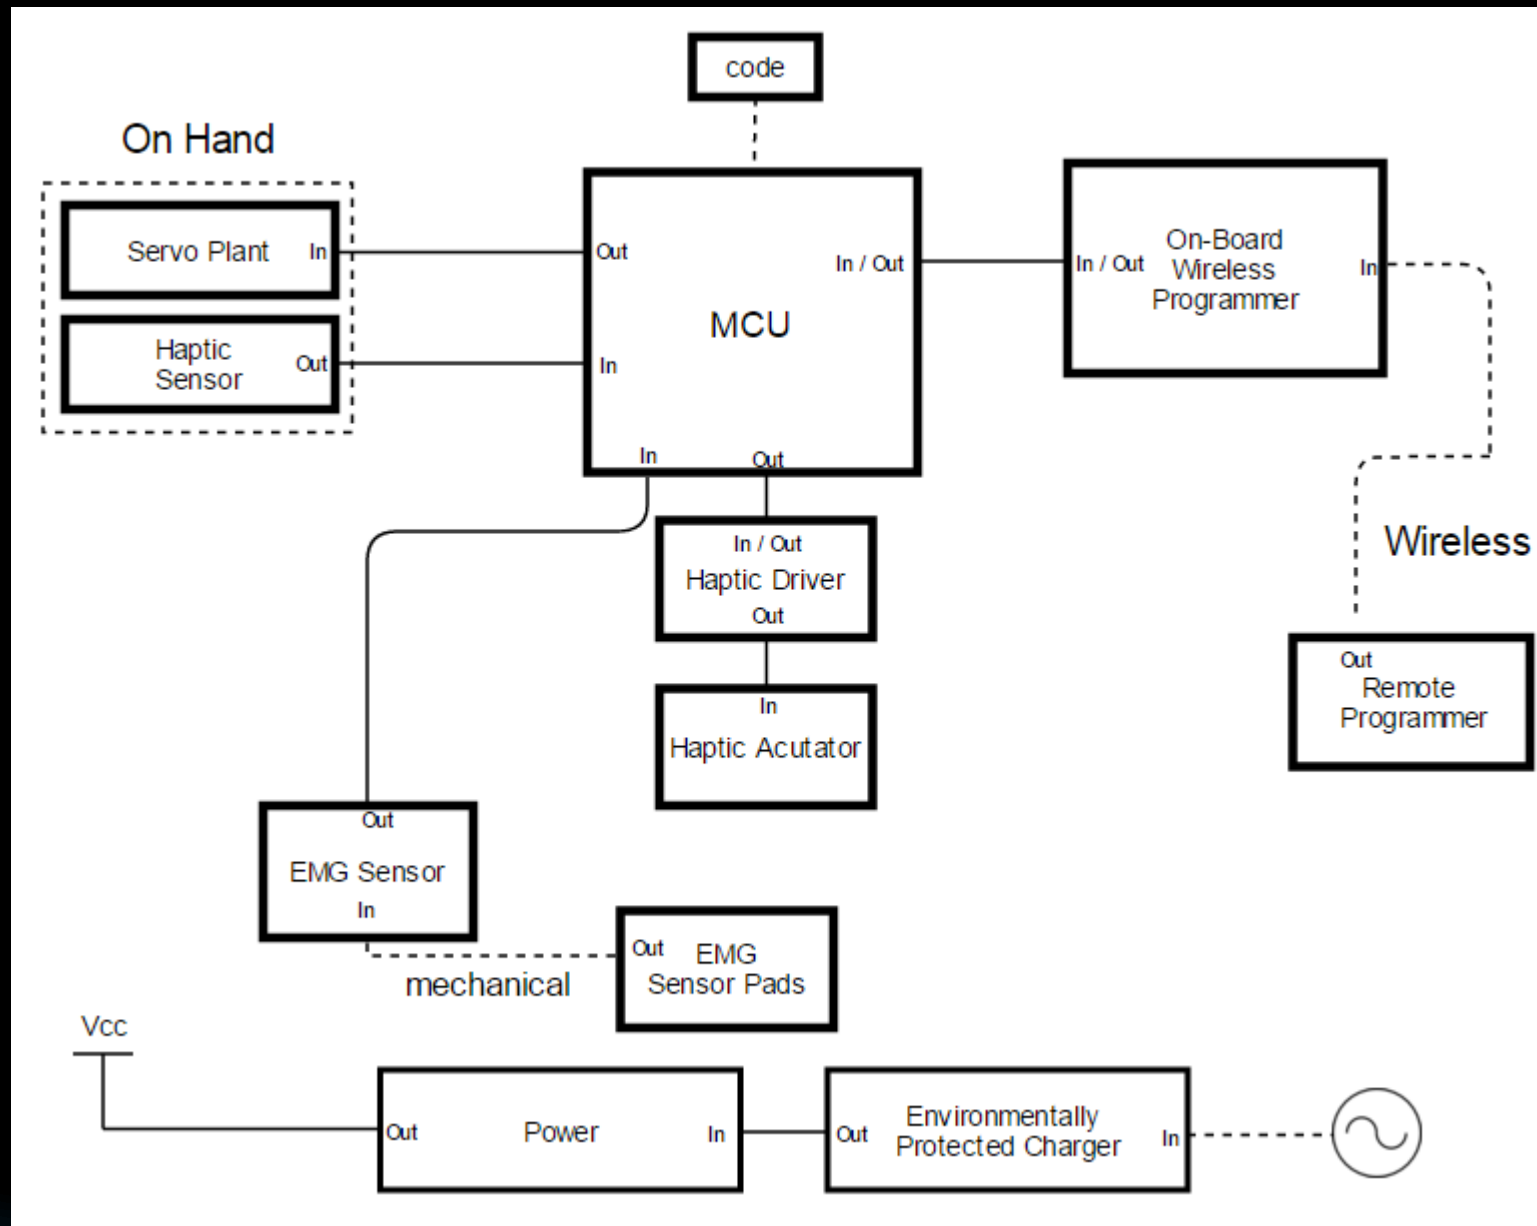 code
On Hand
Servo Plant In
Haptic
Sensor
Out
Out
In / Out
MCU
In
In
Out
In / Out
On-Board
Wireless
Programmer
In
In / Out
Haptic Driver
Out
Wireless
In
Haptic Acutator
Out
Remote
Programmer
Out
EMG Sensor
In
mechanical
Out
EMG
Sensor Pads
Vcc
Out Power In
Out
Environmentally
Protected Charger
In